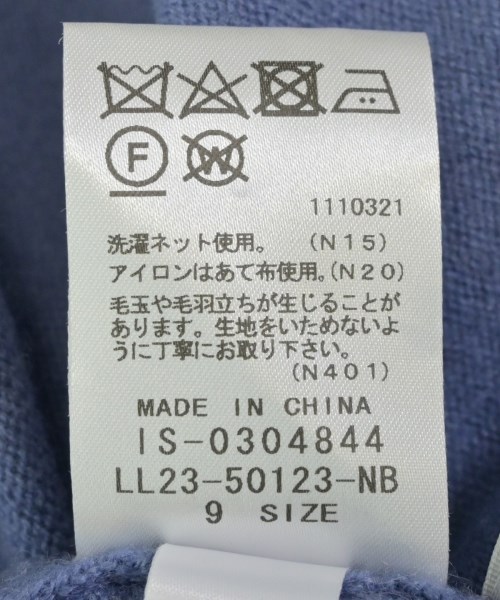 F W
1110321
洗濯ネット使用。（Ｎ１５）
アイロンはあて布使用。（Ｎ２０）
毛玉や毛羽立ちが生じることが
あります。生地をいためないよ
うに丁寧にお取り下さい。
（Ｎ４０１）
MADE IN CHINA
IS-0304844
LL23-50123-NB
9 SIZE